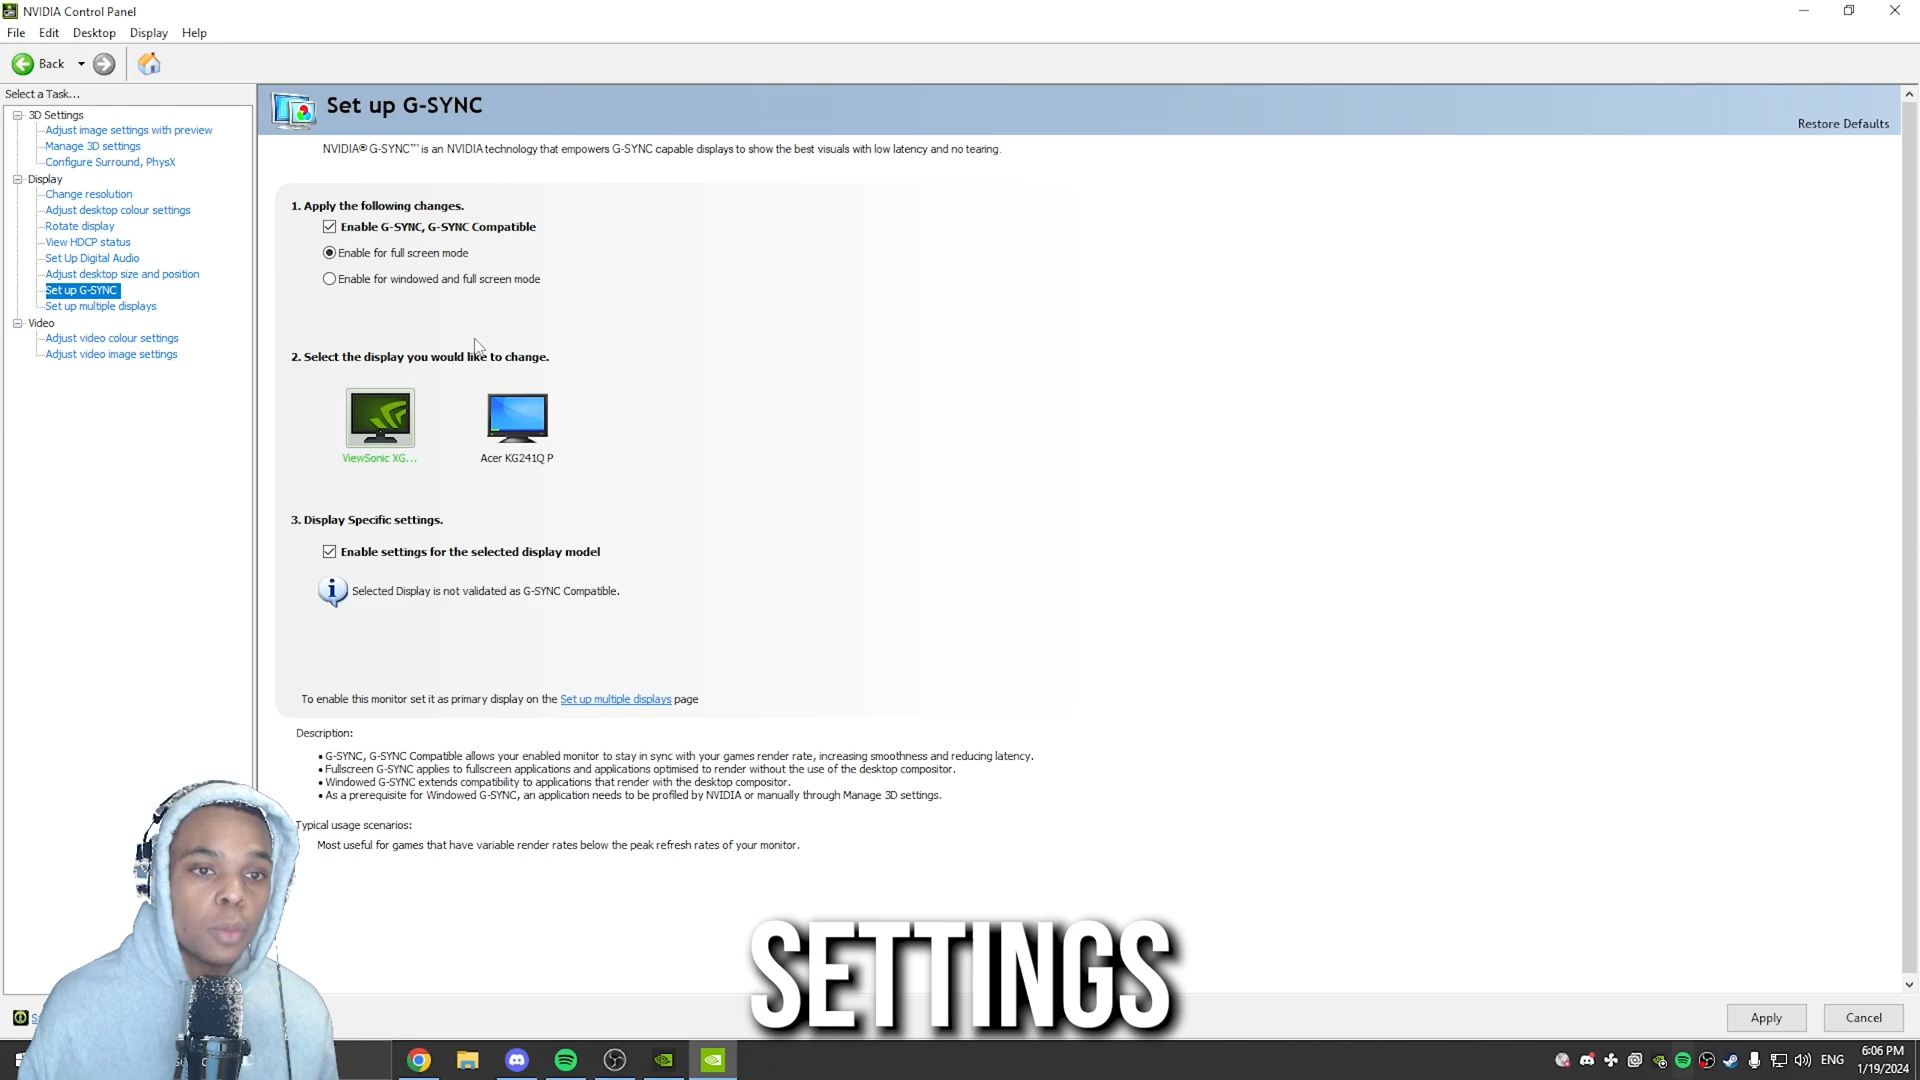 NVIDIA Control Panel
File Edit Desktop Display Help
Back
Select a Task...
3D Settings
Adjust image settings with preview
Manage 3D settings
Configure Surround, PhysX
Display
Change resolution
Adjust desktop colour settings
Rotate display
View HDCP status
Set Up Digital Audio
Adjust desktop size and position
Set up G-SYNC
Set up multiple displays
Video
Adjust video colour settings
Adjust video image settings
Set up G-SYNC
Restore Defaults
NVIDIA® G-SYNC™ is an NVIDIA technology that empowers G-SYNC capable displays to show the best visuals with low latency and no tearing.
1. Apply the following changes.
Enable G-SYNC, G-SYNC Compatible
Enable for full screen mode
Enable for windowed and full screen mode
2. Select the display you would like to change.
ViewSonic XG...
Acer KG241Q P
3. Display Specific settings.
Enable settings for the selected display model
Selected Display is not validated as G-SYNC Compatible.
To enable this monitor set it as primary display on the Set up multiple displays page
Description:
• G-SYNC, G-SYNC Compatible allows your enabled monitor to stay in sync with your games render rate, increasing smoothness and reducing latency.
• Fullscreen G-SYNC applies to fullscreen applications and applications optimised to render without the use of the desktop compositor.
• Windowed G-SYNC extends compatibility to applications that render with the desktop compositor.
• As a prerequisite for Windowed G-SYNC, an application needs to be profiled by NVIDIA or manually through Manage 3D settings.
Typical usage scenarios:
Most useful for games that have variable render rates below the peak refresh rates of your monitor.
SETTINGS
Apply
Cancel
ENG
6:06 PM
1/19/2024